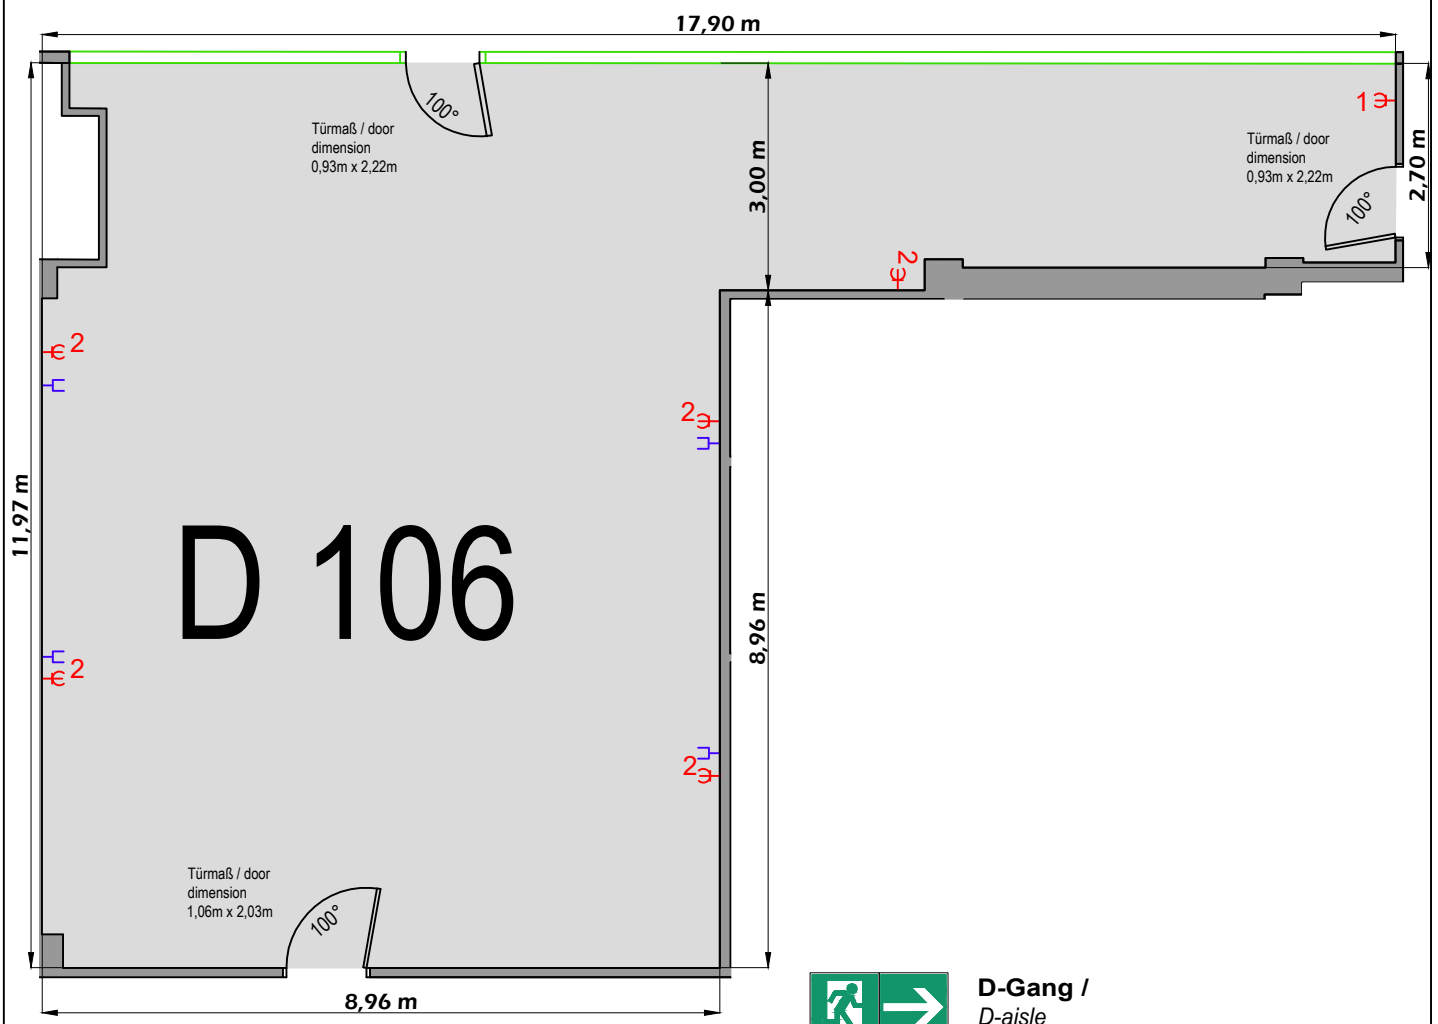 17,90 m
100°
Türmaß / door
dimension
0,93m x 2,22m
1
Türmaß / door
dimension
0,93m x 2,22m
100°
2,70 m
3,00 m
2
2
2
11,97 m
D 106
8,96 m
2
2
Türmaß / door
dimension
1,06m x 2,03m
100°
8,96 m
D-Gang /
D-aisle